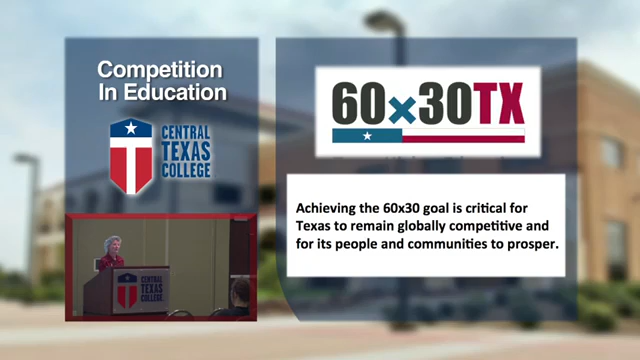 Competition
In Education
CENTRAL
TEXAS
COLLEGE
CENTRAL
TEXAS
COLLEGE
60x30TX
Achieving the 60x30 goal is critical for
Texas to remain globally competitive and
for its people and communities to prosper.